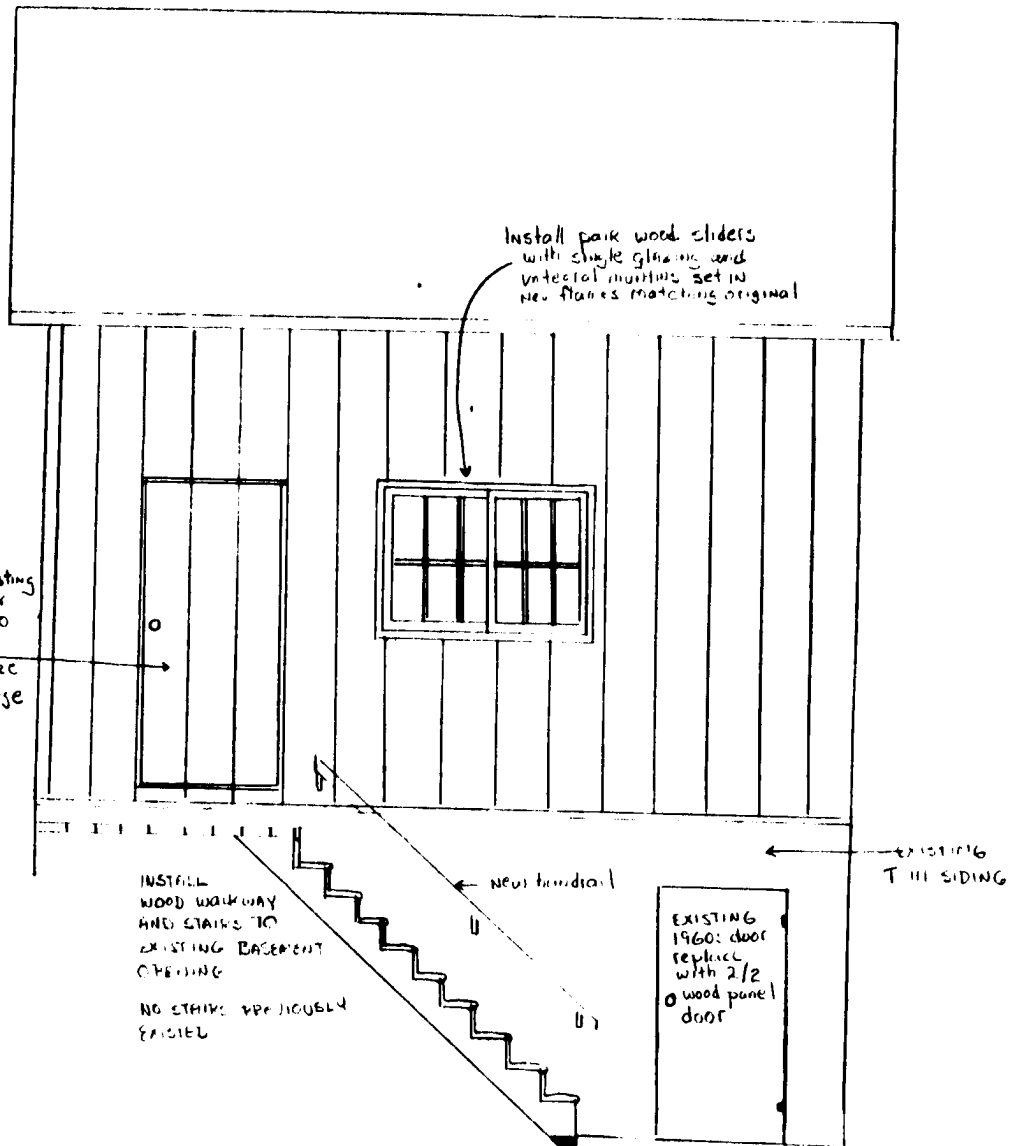 Install pair wood sliders
with single glazing and
integral muntins set in
New frames matching original
New handrail
EXISTING
T 111 SIDING
INSTALL
WOOD WALKWAY
AND STAIRS TO
EXISTING BASEMENT
OPENING
NO STAIRS PREVIOUSLY
EXISTED
EXISTING
1960s door
replace
with 2/2
wood panel
door